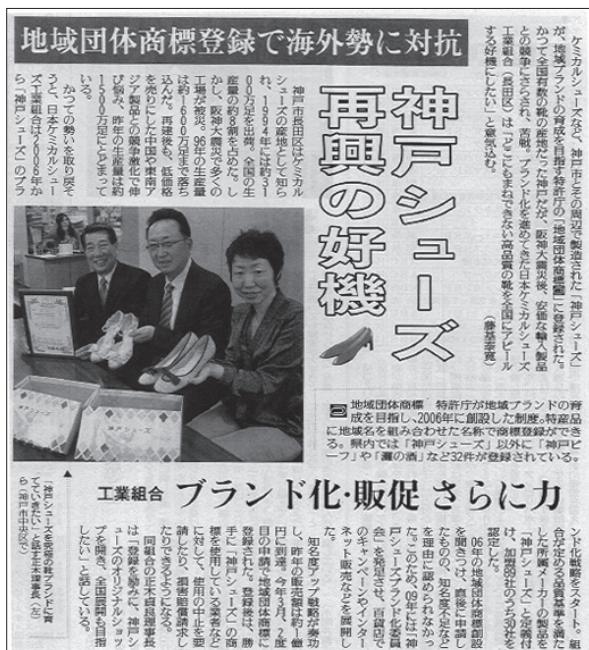 地域団体商標登録で海外勢に対抗
神戸シューズ
再興の好機
ケミカルシューズなど、神戸市とその周辺で製造された「神戸シューズ」
が、地域ブランドの育成を目指す特許庁の「地域団体商標」に登録された。
かつて全国有数の靴の産地だった神戸だが、阪神大震災後、安価な輸入製品
との競争にさらされ、苦戦。ブランド化を進めてきた日本ケミカルシューズ
工業組合(長田区)は「どこにもまねできない高品質の靴を全国にアピール
する好機にしたい」と意気込む。
神戸市長田区はケミカル
シューズの産地として知ら
れ、1994年には約31
00万足を出荷。全国の生
産量の約8割を占めた。し
かし、阪神大震災で多くの
工場が被災。96年の生産量
は約1600万足まで落ち
込んだ。再建後も、低価格
を売りにした中国や東南ア
ジア製品との競争激化で伸
び悩み、昨年の生産量は約
1500万足にとどまって
いる。
かつての勢いを取り戻そ
うと、日本ケミカルシュー
ズ工業組合は2006年か
ら「神戸シューズ」のブラ
地域団体商標 特許庁が地域ブランドの育
成を目指し、2006年に創設した制度。特産品
に地域名を組み合わせた名称で商標登録ができ
る。県内では「神戸シューズ」以外に「神戸ビ
ーフ」や「灘の酒」など32件が登録されている。
工業組合 ブランド化・販促 さらに力
ンド化戦略をスタート。組
合が定める品質基準を満た
した所属メーカーの製品を
「神戸シューズ」と定義付
け、加盟89社のうち30社を
認定した。
06年の地域団体商標創設
を聞きつけ、直後に申請し
たものの、知名度不足など
を理由に認められなかっ
た。このため、09年には「神
戸シューズブランド化委員
会」を発足させ、百貨店で
のキャンペーンやインター
ネット販売などを展開し
た。
知名度アップ戦略が奏功
し、昨年の販売額は約1億
円に到達。今年3月、2度
目の申請で地域団体商標に
登録された。登録後は、勝
手に「神戸シューズ」の商
標を使用している業者など
に対して、使用の中止を要
請したり、損害賠償請求し
たりできるようになる。
同組合の正木貞理事長
は「登録を励みに、神戸シ
ューズのオリジナルショッ
プを開き、全国展開も目指
したい」と話している。
「神戸シューズを究極の靴ブランドに育
てていきたい」と話す正木理事長(左)
ら(神戸市中央区で)